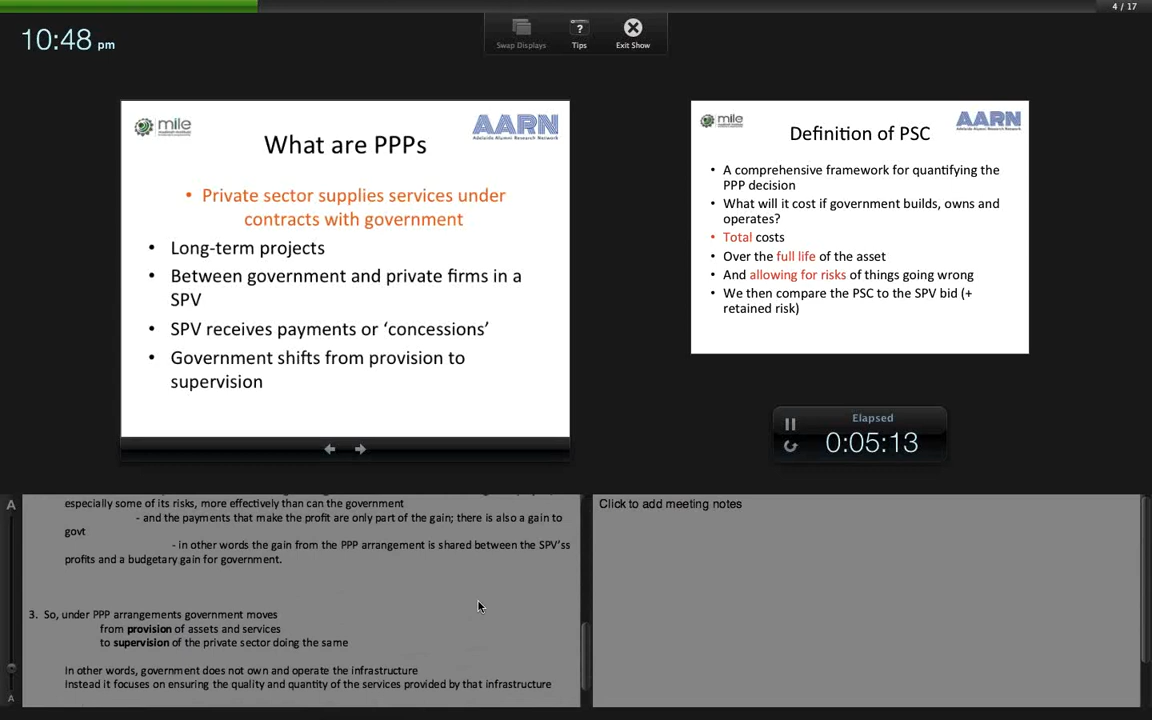 4 / 17
10:48 pm
Swap Displays
Tips
Exit Show
mile
AARN
Adelaide Alumni Research Network
What are PPPs
• Private sector supplies services under
contracts with government
• Long-term projects
• Between government and private firms in a
SPV
• SPV receives payments or ‘concessions’
• Government shifts from provision to
supervision
mile
AARN
Adelaide Alumni Research Network
Definition of PSC
• A comprehensive framework for quantifying the
PPP decision
• What will it cost if government builds, owns and
operates?
• Total costs
• Over the full life of the asset
• And allowing for risks of things going wrong
• We then compare the PSC to the SPV bid (+
retained risk)
Elapsed
0:05:13
A
especially some of its risks, more effectively than can the government
- and the payments that make the profit are only part of the gain; there is also a gain to
govt
- in other words the gain from the PPP arrangement is shared between the SPV’ss
profits and a budgetary gain for government.
3. So, under PPP arrangements government moves
from provision of assets and services
to supervision of the private sector doing the same
In other words, government does not own and operate the infrastructure
Instead it focuses on ensuring the quality and quantity of the services provided by that infrastructure
A
Click to add meeting notes